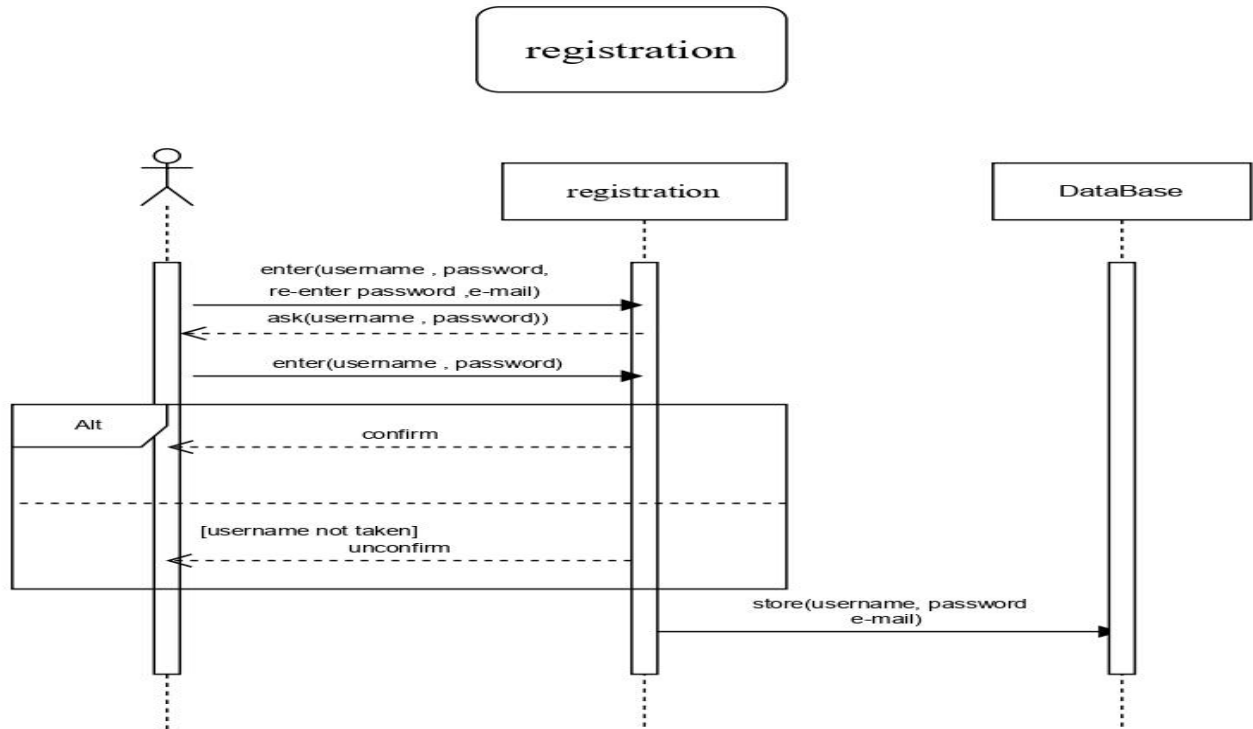 registration
registration
DataBase
enter(username , password,
re-enter password ,e-mail)
ask(username , password))
enter(username , password)
Alt
confirm
[username not taken]
unconfirm
store(username, password
e-mail)